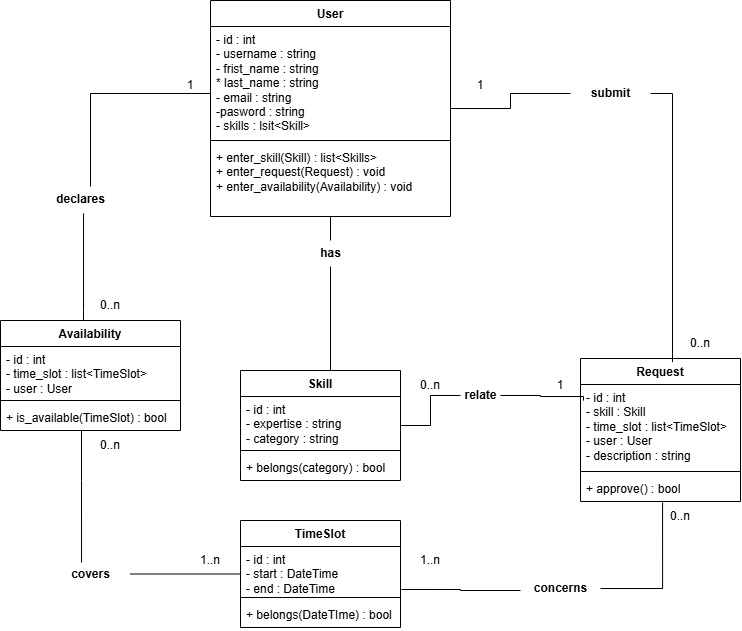 User
- id : int
- username : string
- frist_name : string
* last_name : string
- email : string
-pasword : string
- skills : lsit<Skill>
+ enter_skill(Skill) : list<Skills>
+ enter_request(Request) : void
+ enter_availability(Availability) : void
1
1
submit
declares
has
0..n
0..n
Availability
- id : int
- time_slot : list<TimeSlot>
- user : User
+ is_available(TimeSlot) : bool
0..n
Skill
- id : int
- expertise : string
- category : string
+ belongs(category) : bool
0..n
relate
1
Request
- id : int
- skill : Skill
- time_slot : list<TimeSlot>
- user : User
- description : string
+ approve() : bool
0..n
TimeSlot
- id : int
- start : DateTime
- end : DateTime
+ belongs(DateTIme) : bool
1..n
1..n
covers
concerns